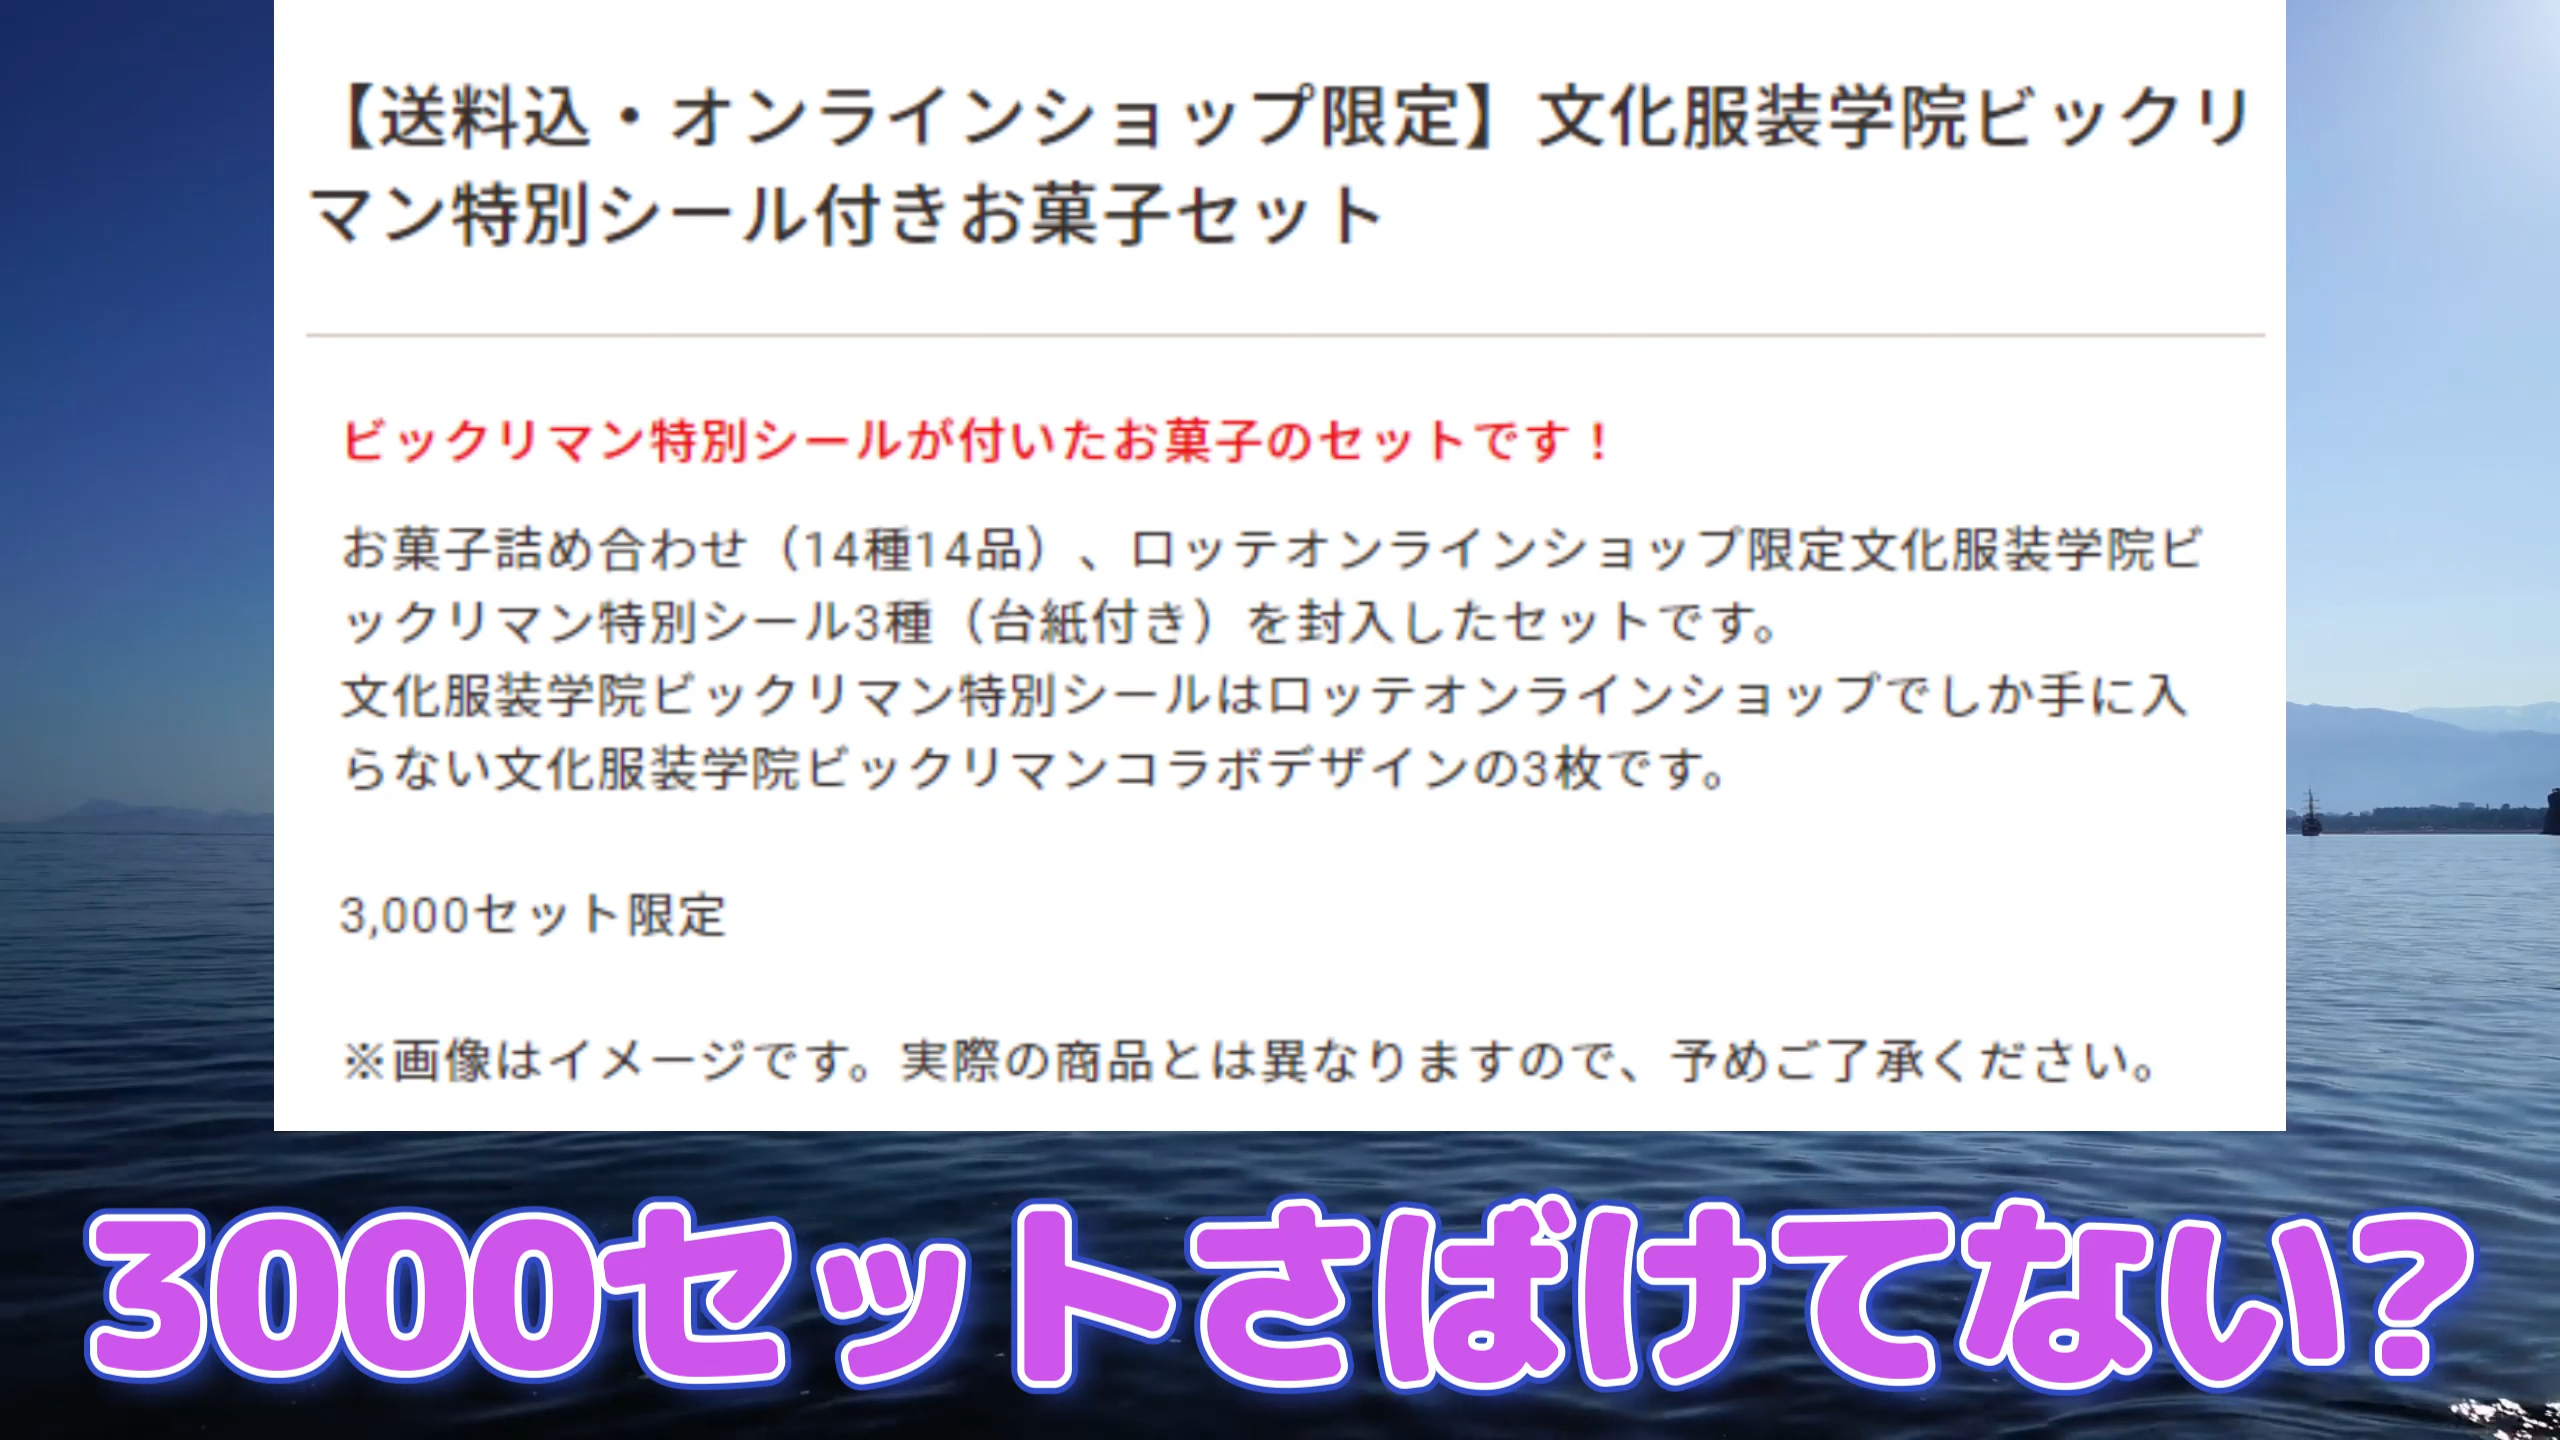 【送料込・オンラインショップ限定】文化服装学院ビックリ
マン特別シール付きお菓子セット
ビックリマン特別シールが付いたお菓子のセットです！
お菓子詰め合わせ（14種14品）、ロッテオンラインショップ限定文化服装学院ビ
ックリマン特別シール3種（台紙付き）を封入したセットです。
文化服装学院ビックリマン特別シールはロッテオンラインショップでしか手に入
らない文化服装学院ビックリマンコラボデザインの3枚です。
3,000セット限定
※画像はイメージです。実際の商品とは異なりますので、予めご了承ください。
3000セットさばけてない?